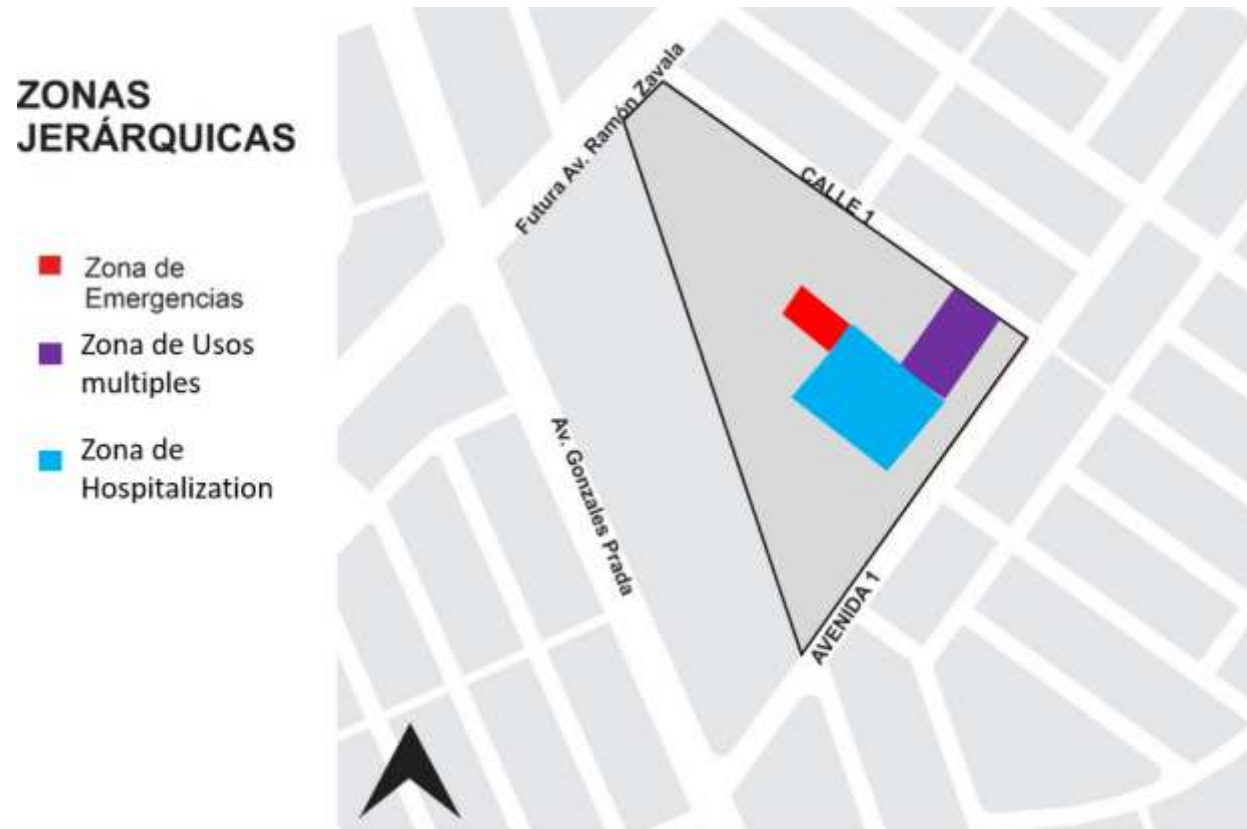 ZONAS
JERÁRQUICAS
Zona de
Emergencias
Zona de Usos
multiples
Zona de
Hospitalization
Futura Av. Ramón Zavala
CALLE 1
Av. Gonzales Prada
AVENIDA 1